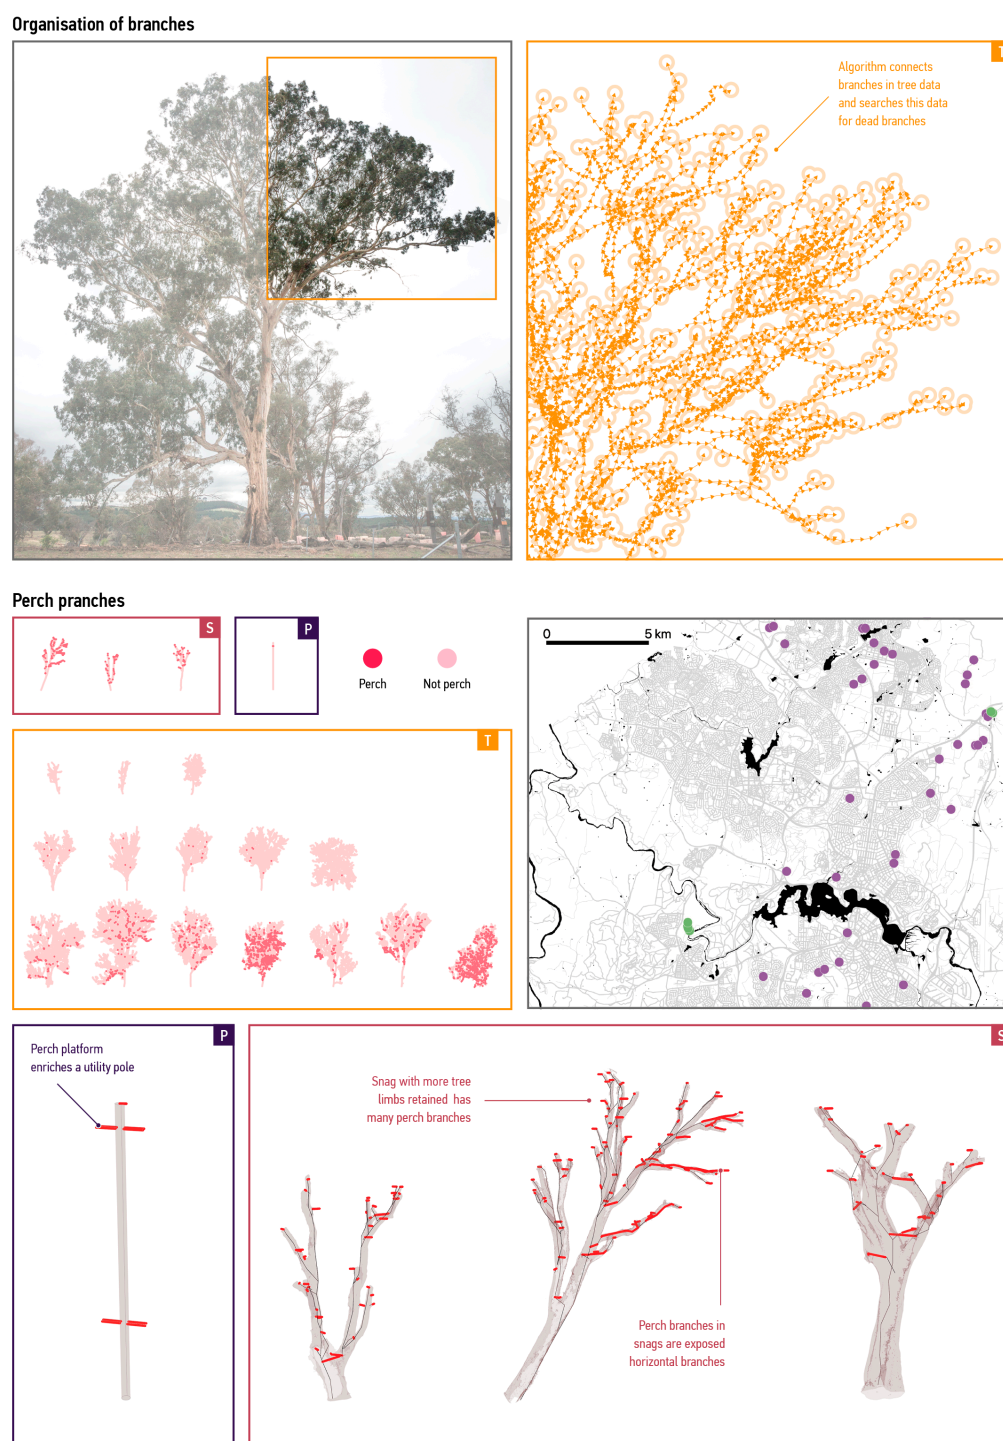 Organisation of branches
T
Algorithm connects
branches in tree data
and searches this data
for dead branches
Perch pranches
S
P
Perch
Not perch
0
5 km
T
P
Perch platform
enriches a utility pole
S
Snag with more tree
limbs retained has
many perch branches
Perch branches in
snags are exposed
horizontal branches